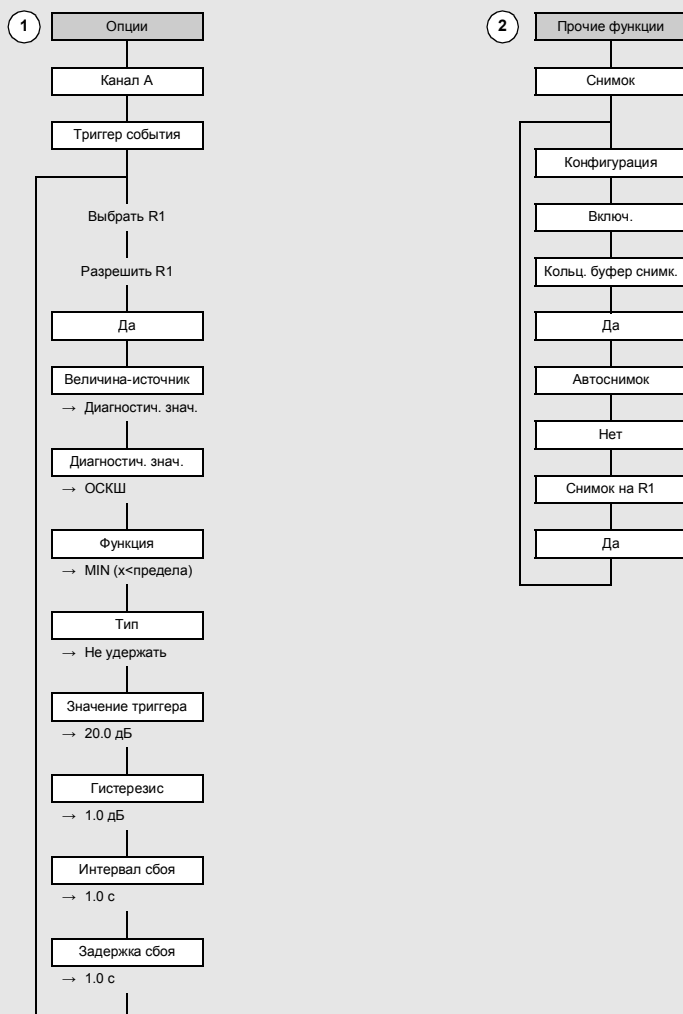 1
Опции
Канал A
Триггер события
Выбрать R1
Разрешить R1
Да
Величина-источник
→ Диагностич. знач.
Диагностич. знач.
→ ОСКШ
Функция
→ MIN (x<предела)
Тип
→ Не удержать
Значение триггера
→ 20.0 дБ
Гистерезис
→ 1.0 дБ
Интервал сбоя
→ 1.0 с
Задержка сбоя
→ 1.0 с
2
Прочие функции
Снимок
Конфигурация
Включ.
Кольц. буфер снимк.
Да
Автоснимок
Нет
Снимок на R1
Да